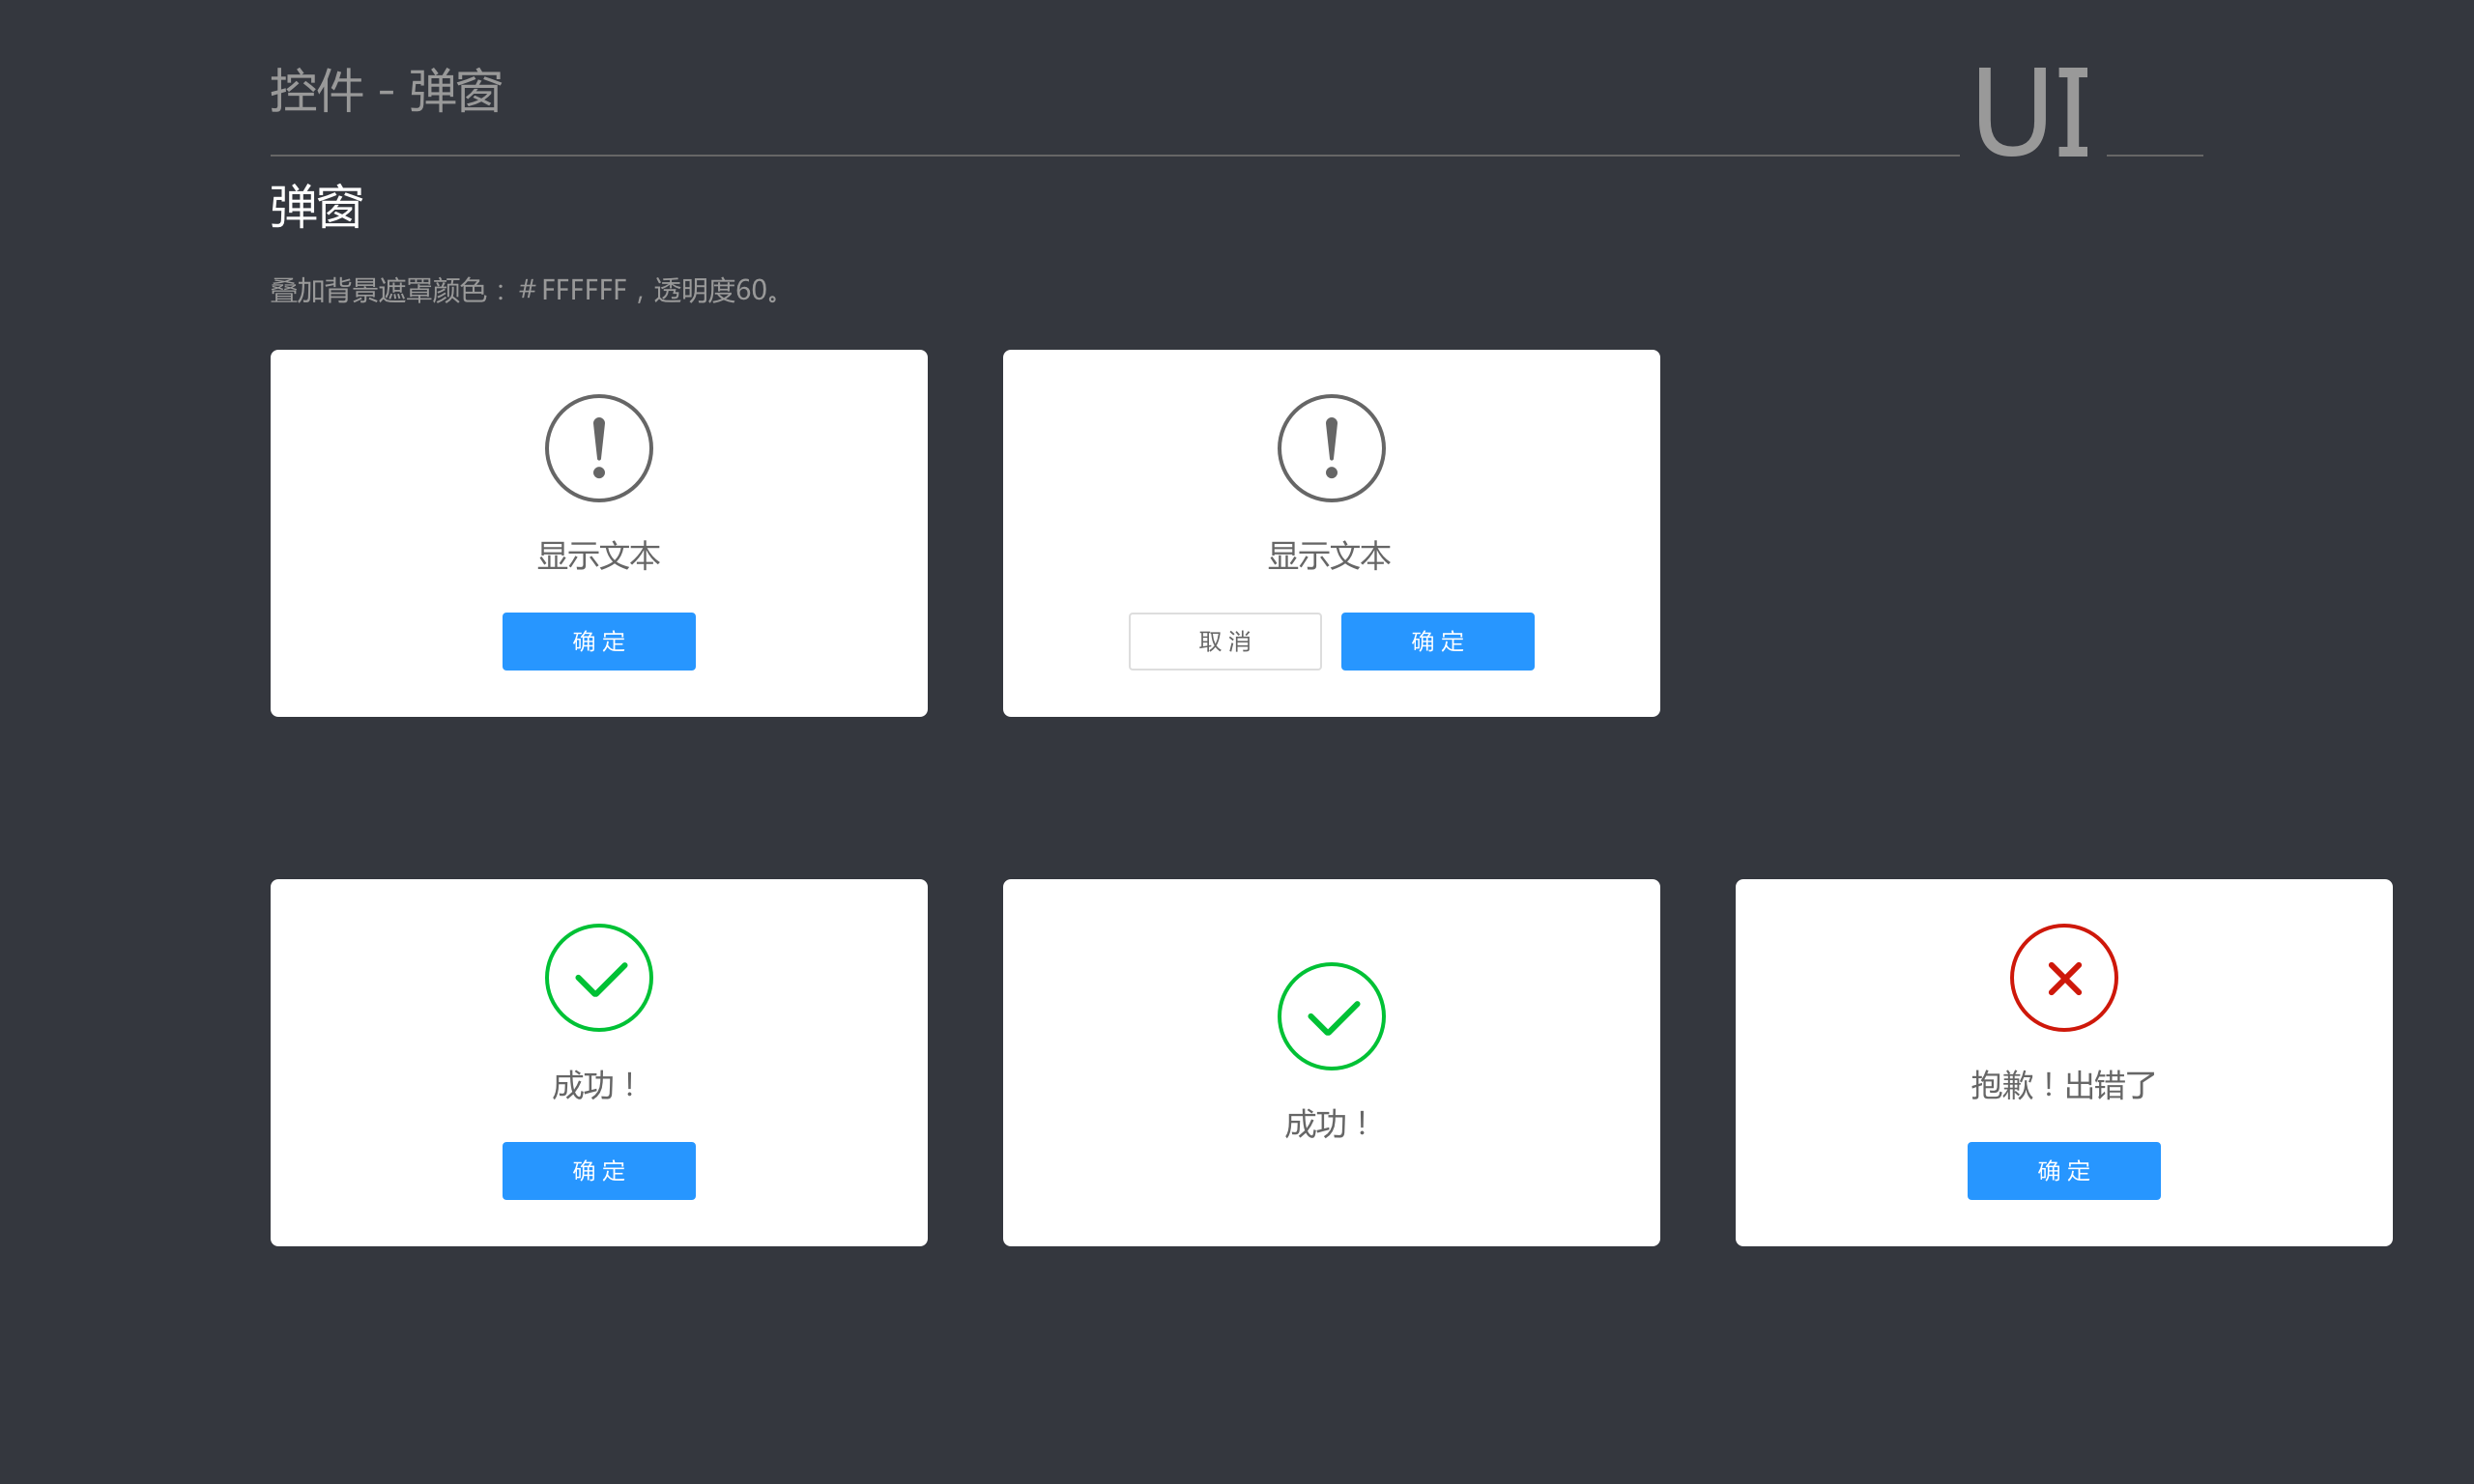 控件 - 弹窗
UI
弹窗
叠加背景遮罩颜色：# FFFFFF，透明度60。
显示文本
确 定
显示文本
取 消
确 定
成功！
确 定
成功！
抱歉！出错了
确 定